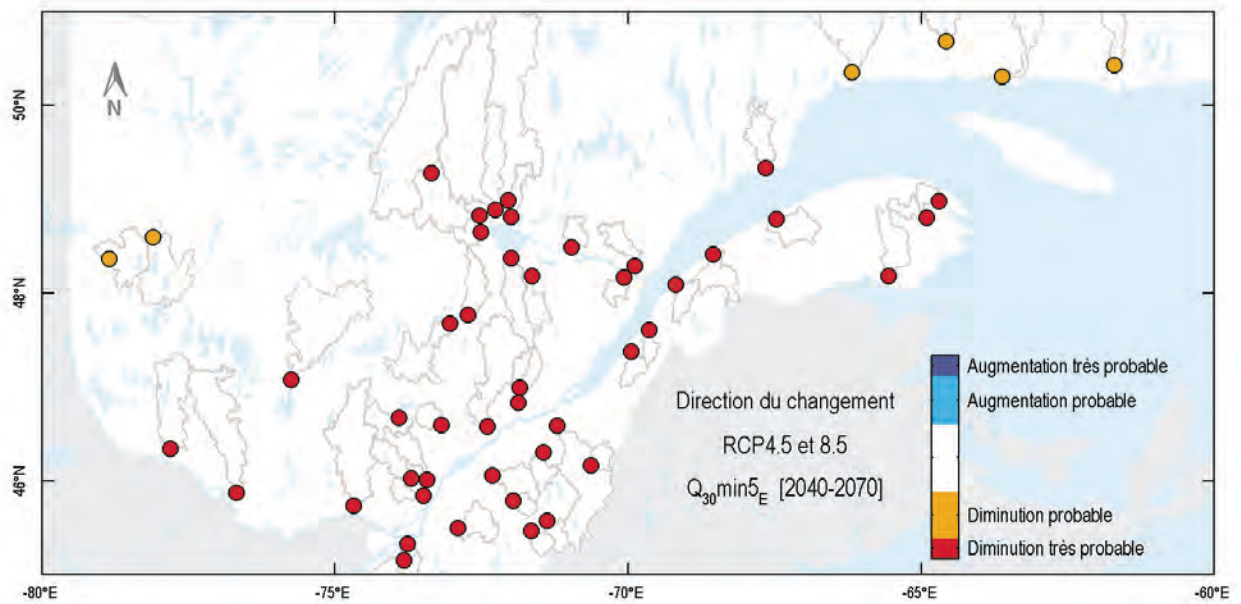 50°N
48°N
46°N
N
Direction du changement
RCP4.5 et 8.5
Q₃₀min5_E [2040-2070]
Augmentation très probable
Augmentation probable
Diminution probable
Diminution très probable
-80°E
-75°E
-70°E
-65°E
-60°E